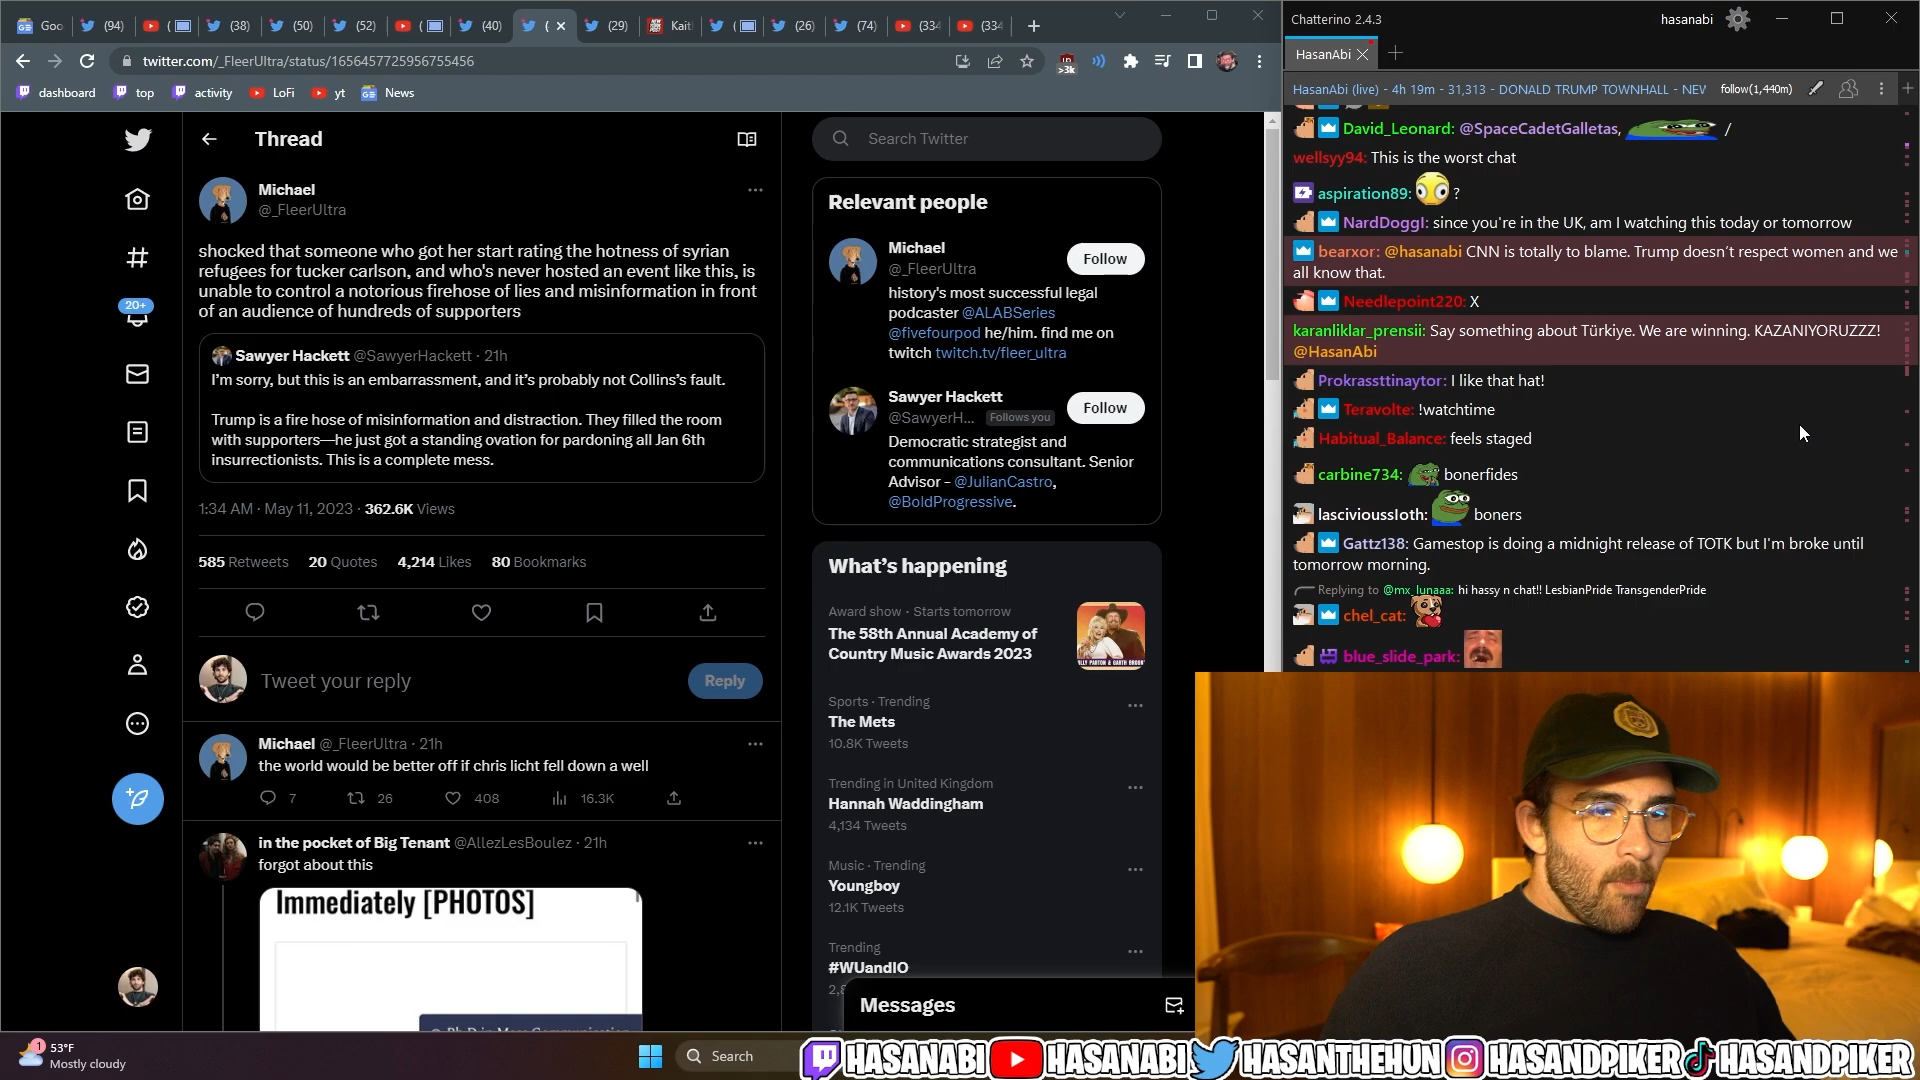 Goo
(94)
(38)
(50)
(52)
(40)
(
(29)
Kait
(
(26)
(74)
(334
(334
twitter.com/_FleerUltra/status/1656457725956755456
>3k
dashboard
top
activity
LoFi
yt
News
Thread
Michael
@_FleerUltra
shocked that someone who got her start rating the hotness of syrian
refugees for tucker carlson, and who's never hosted an event like this, is
unable to control a notorious firehose of lies and misinformation in front
of an audience of hundreds of supporters
Sawyer Hackett @SawyerHackett · 21h
I'm sorry, but this is an embarrassment, and it's probably not Collins's fault.
Trump is a fire hose of misinformation and distraction. They filled the room
with supporters—he just got a standing ovation for pardoning all Jan 6th
insurrectionists. This is a complete mess.
1:34 AM · May 11, 2023 · 362.6K Views
585 Retweets 20 Quotes 4,214 Likes 80 Bookmarks
Tweet your reply
Reply
Michael @_FleerUltra · 21h
the world would be better off if chris licht fell down a well
7
26
408
16.3K
in the pocket of Big Tenant @AllezLesBoulez · 21h
forgot about this
Immediately [PHOTOS]
20+
Search Twitter
Relevant people
Michael
@_FleerUltra
Follow
history's most successful legal
podcaster @ALABSeries
@fivefourpod he/him. find me on
twitch twitch.tv/fleer_ultra
Sawyer Hackett
@SawyerH... Follows you
Follow
Democratic strategist and
communications consultant. Senior
Advisor - @JulianCastro,
@BoldProgressive.
What's happening
Award show · Starts tomorrow
The 58th Annual Academy of
Country Music Awards 2023
Sports · Trending
The Mets
10.8K Tweets
Trending in United Kingdom
Hannah Waddingham
4,134 Tweets
Music · Trending
Youngboy
12.1K Tweets
Trending
#WUandIO
Messages
Chatterino 2.4.3
hasanabi
HasanAbi
HasanAbi (live) - 4h 19m - 31,313 - DONALD TRUMP TOWNHALL - NEV
follow(1,440m)
David_Leonard: @SpaceCadetGalletas, /
wellsyy94: This is the worst chat
aspiration89: ?
NardDoggI: since you're in the UK, am I watching this today or tomorrow
bearxor: @hasanabi CNN is totally to blame. Trump doesn´t respect women and we
all know that.
Needlepoint220: X
karanliklar_prensii: Say something about Türkiye. We are winning. KAZANIYORUZZZ!
@HasanAbi
Prokrassttinaytor: I like that hat!
Teravolte: !watchtime
Habitual_Balance: feels staged
carbine734: bonerfides
lasciviousslоth: boners
Gattz138: Gamestop is doing a midnight release of TOTK but I'm broke until
tomorrow morning.
Replying to @mx_lunaaa: hi hassy n chat!! LesbianPride TransgenderPride
chel_cat:
blue_slide_park:
1
53°F
Mostly cloudy
Search
HASANABI
HASANABI
HASANTHEHUN
HASANDPIKER
HASANDPIKER